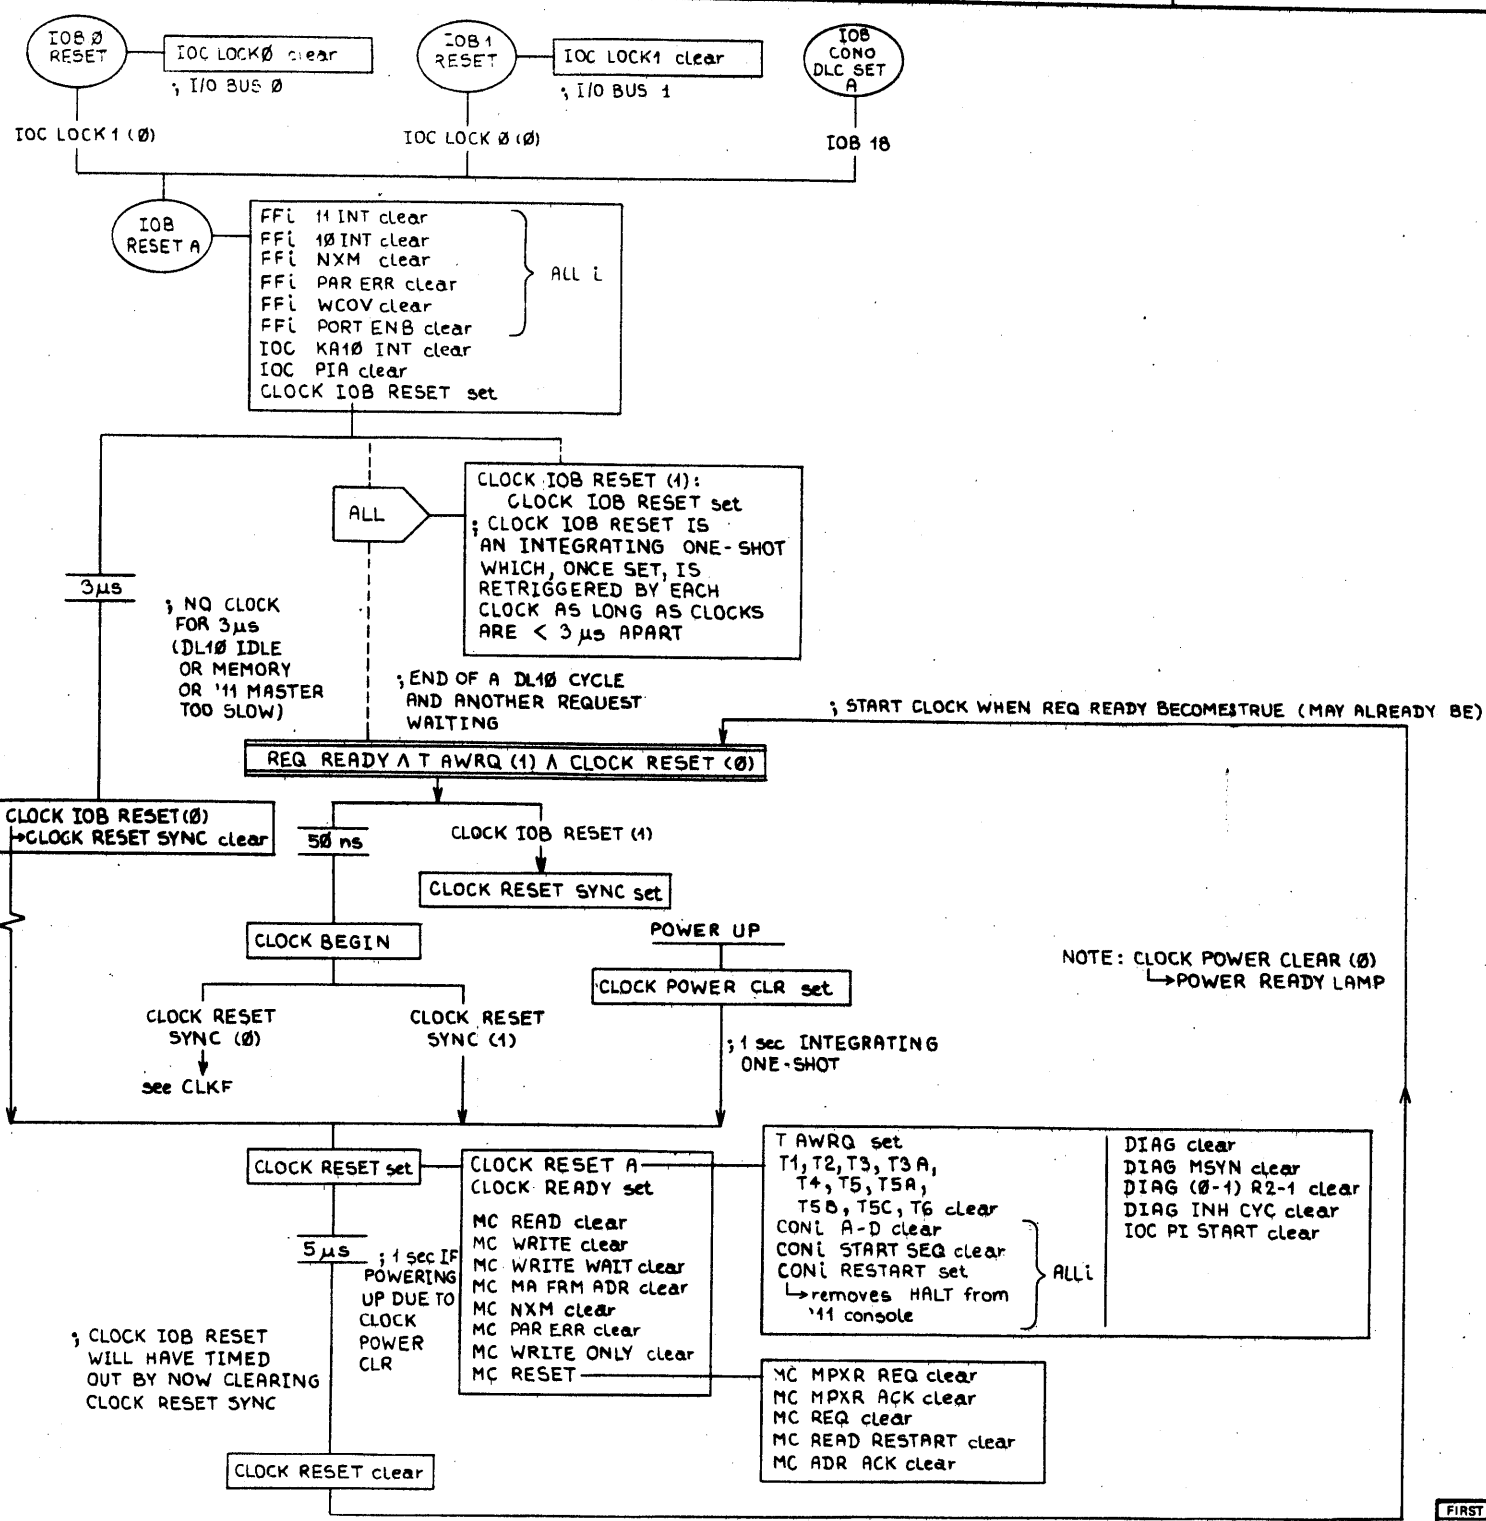 IOB Ø
RESET
IOC LOCKØ clear
; I/O BUS Ø
IOB 1
RESET
IOC LOCK1 clear
; I/O BUS 1
IOB
CONO
DLC SET
A
IOC LOCK 1 (Ø)
IOC LOCK Ø (Ø)
IOB 18
IOB
RESET A
FFi 11 INT clear
FFi 1Ø INT clear
FFi NXM clear
FFi PAR ERR clear
FFi WCOV clear
FFi PORT ENB clear
ALL i
IOC KA1Ø INT clear
IOC PIA clear
CLOCK IOB RESET set
ALL
CLOCK IOB RESET (1):
CLOCK IOB RESET set
; CLOCK IOB RESET IS
AN INTEGRATING ONE-SHOT
WHICH, ONCE SET, IS
RETRIGGERED BY EACH
CLOCK AS LONG AS CLOCKS
ARE < 3 µs APART
3µs
; NO CLOCK
FOR 3µs
(DL1Ø IDLE
OR MEMORY
OR '11 MASTER
TOO SLOW)
; END OF A DL1Ø CYCLE
AND ANOTHER REQUEST
WAITING
; START CLOCK WHEN REQ READY BECOMES TRUE (MAY ALREADY BE)
REQ READY ∧ T AWRQ (1) ∧ CLOCK RESET (Ø)
CLOCK IOB RESET(Ø)
→CLOCK RESET SYNC clear
5Ø ns
CLOCK IOB RESET (1)
CLOCK RESET SYNC set
CLOCK BEGIN
POWER UP
CLOCK POWER CLR set
NOTE: CLOCK POWER CLEAR (Ø)
↳POWER READY LAMP
CLOCK RESET
SYNC (Ø)
see CLKF
CLOCK RESET
SYNC (1)
; 1 sec INTEGRATING
ONE-SHOT
CLOCK RESET set
CLOCK RESET A
CLOCK READY set
MC READ clear
MC WRITE clear
MC WRITE WAIT clear
MC MA FRM ADR clear
MC NXM clear
MC PAR ERR clear
MC WRITE ONLY clear
MC RESET
T AWRQ set
T1, T2, T3, T3A,
T4, T5, T5A,
T5B, T5C, T6 clear
CONi A-D clear
CONi START SEQ clear
CONi RESTART set
↳removes HALT from
'11 console
ALL i
DIAG clear
DIAG MSYN clear
DIAG (Ø-1) R2-1 clear
DIAG INH CYC clear
IOC PI START clear
5 µs
; 1 sec IF
POWERING
UP DUE TO
CLOCK
POWER
CLR
; CLOCK IOB RESET
WILL HAVE TIMED
OUT BY NOW CLEARING
CLOCK RESET SYNC
MC MPXR REQ clear
MC MPXR ACK clear
MC REQ clear
MC READ RESTART clear
MC ADR ACK clear
CLOCK RESET clear
FIRST